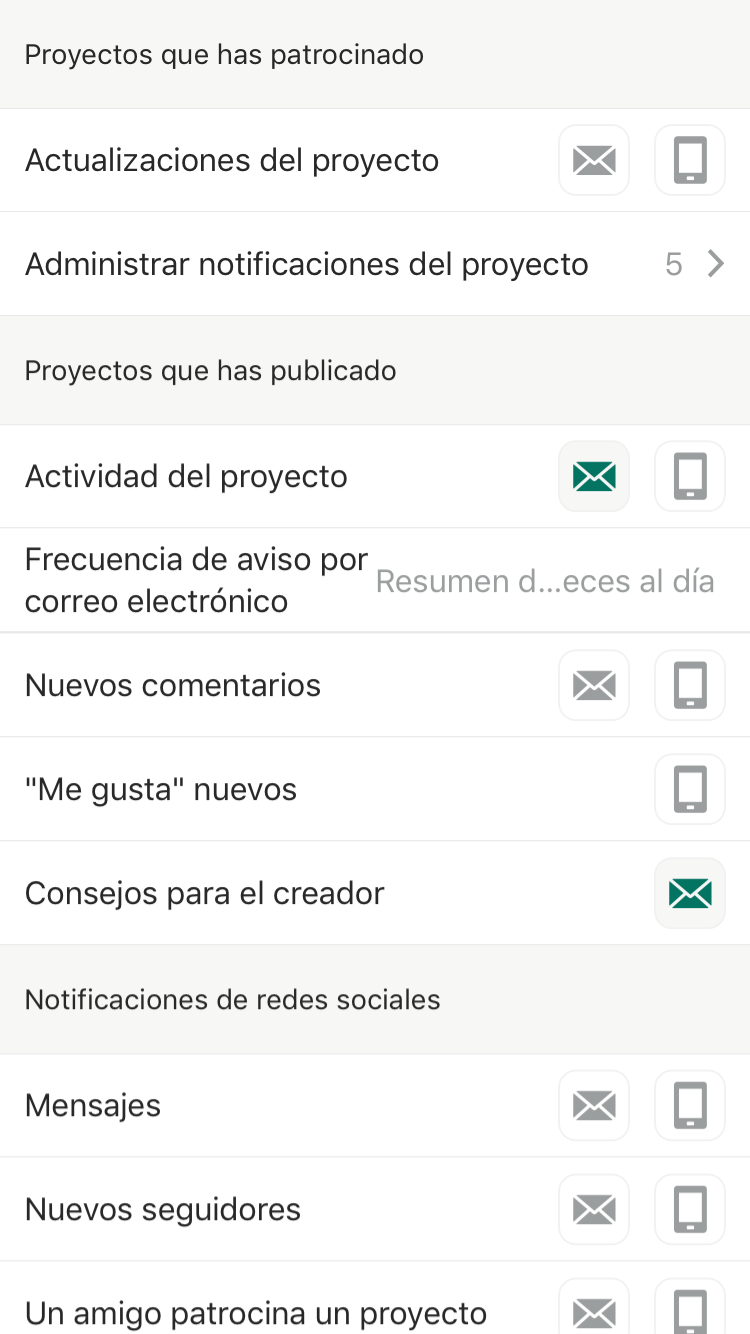 Proyectos que has patrocinado
Actualizaciones del proyecto
Administrar notificaciones del proyecto 5
Proyectos que has publicado
Actividad del proyecto
Frecuencia de aviso por
correo electrónico
Resumen d...eces al día
Nuevos comentarios
"Me gusta" nuevos
Consejos para el creador
Notificaciones de redes sociales
Mensajes
Nuevos seguidores
Un amigo patrocina un proyecto